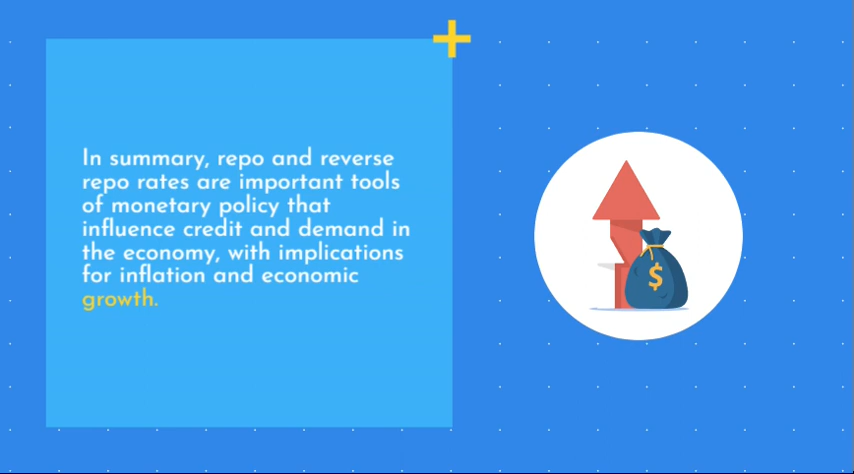 In summary, repo and reverse
repo rates are important tools
of monetary policy that
influence credit and demand in
the economy, with implications
for inflation and economic
growth.
$